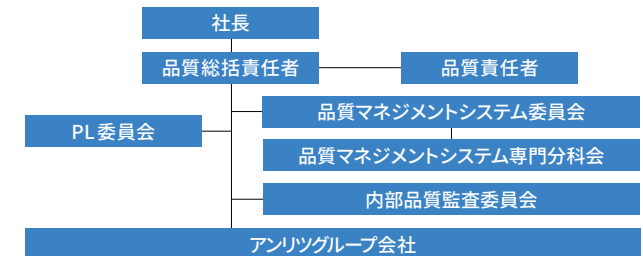 社長
品質総括責任者
品質責任者
品質マネジメントシステム委員会
PL委員会
品質マネジメントシステム専門分科会
内部品質監査委員会
アンリツグループ会社